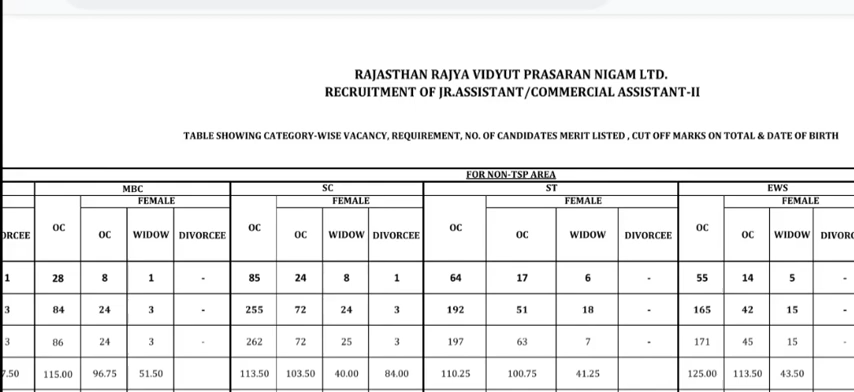 RAJASTHAN RAJYA VIDYUT PRASARAN NIGAM LTD.
RECRUITMENT OF JR.ASSISTANT/COMMERCIAL ASSISTANT-II
TABLE SHOWING CATEGORY-WISE VACANCY, REQUIREMENT, NO. OF CANDIDATES MERIT LISTED , CUT OFF MARKS ON TOTAL & DATE OF BIRTH
FOR NON-TSP AREA
MBC SC ST EWS
FEMALE FEMALE FEMALE FEMALE
ORCEE OC OC WIDOW DIVORCEE OC OC WIDOW DIVORCEE OC OC WIDOW DIVORCEE OC OC WIDOW DIVORC
1 28 8 1 - 85 24 8 1 64 17 6 - 55 14 5 -
3 84 24 3 - 255 72 24 3 192 51 18 - 165 42 15 -
3 86 24 3 - 262 72 25 3 197 63 7 - 171 45 15 -
7.50 115.00 96.75 51.50 113.50 103.50 40.00 84.00 110.25 100.75 41.25 125.00 113.50 43.50